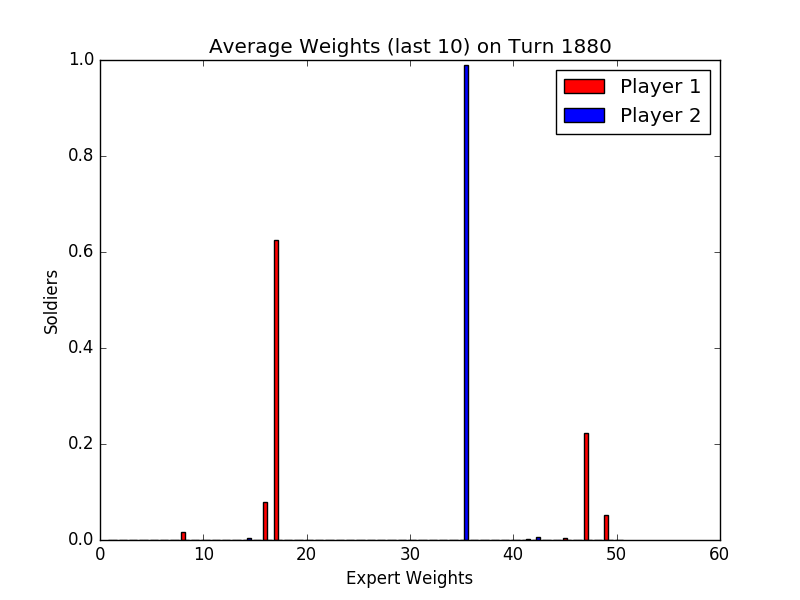 Average Weights (last 10) on Turn 1880
1.0
0.8
0.6
0.4
0.2
0.0
Soldiers
Player 1
Player 2
0 10 20 30 40 50 60
Expert Weights